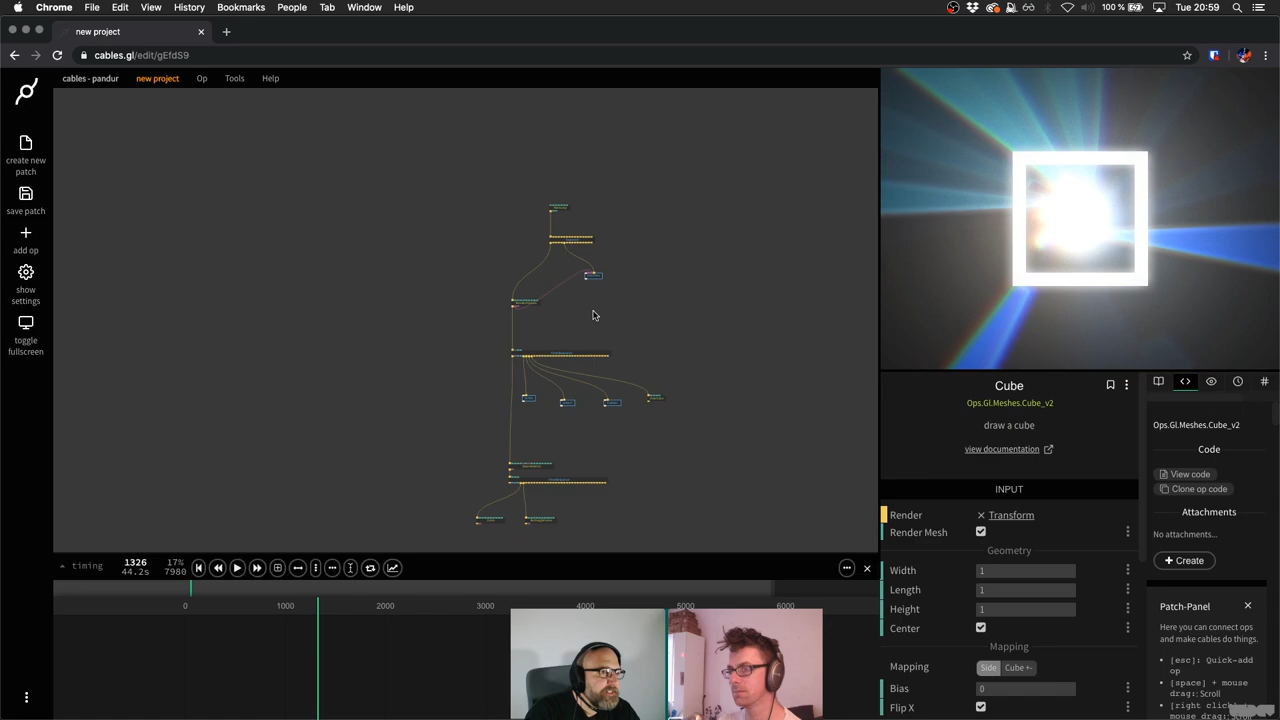 Chrome File Edit View History Bookmarks People Tab Window Help 100 % Tue 20:59
new project
cables.gl/edit/gEfdS9
cables - pandur new project Op Tools Help
create new
patch
save patch
add op
show
settings
toggle
fullscreen
Cube
Ops.Gl.Meshes.Cube_v2
draw a cube
view documentation
INPUT
Render Transform
Render Mesh
Geometry
Width 1
Length 1
Height 1
Center
Mapping
Mapping Side Cube +-
Bias 0
Flip X
Ops.Gl.Meshes.Cube_v2
Code
View code
Clone op code
Attachments
No attachments...
+ Create
Patch-Panel
Here you can connect ops
and make cables do things.
[esc]: Quick-add
op
[space] + mouse
drag: Scroll
[right click
mouse drag: Scroll
timing 1326 17%
44.2s 7980
0 1000 2000 3000 4000 5000 6000